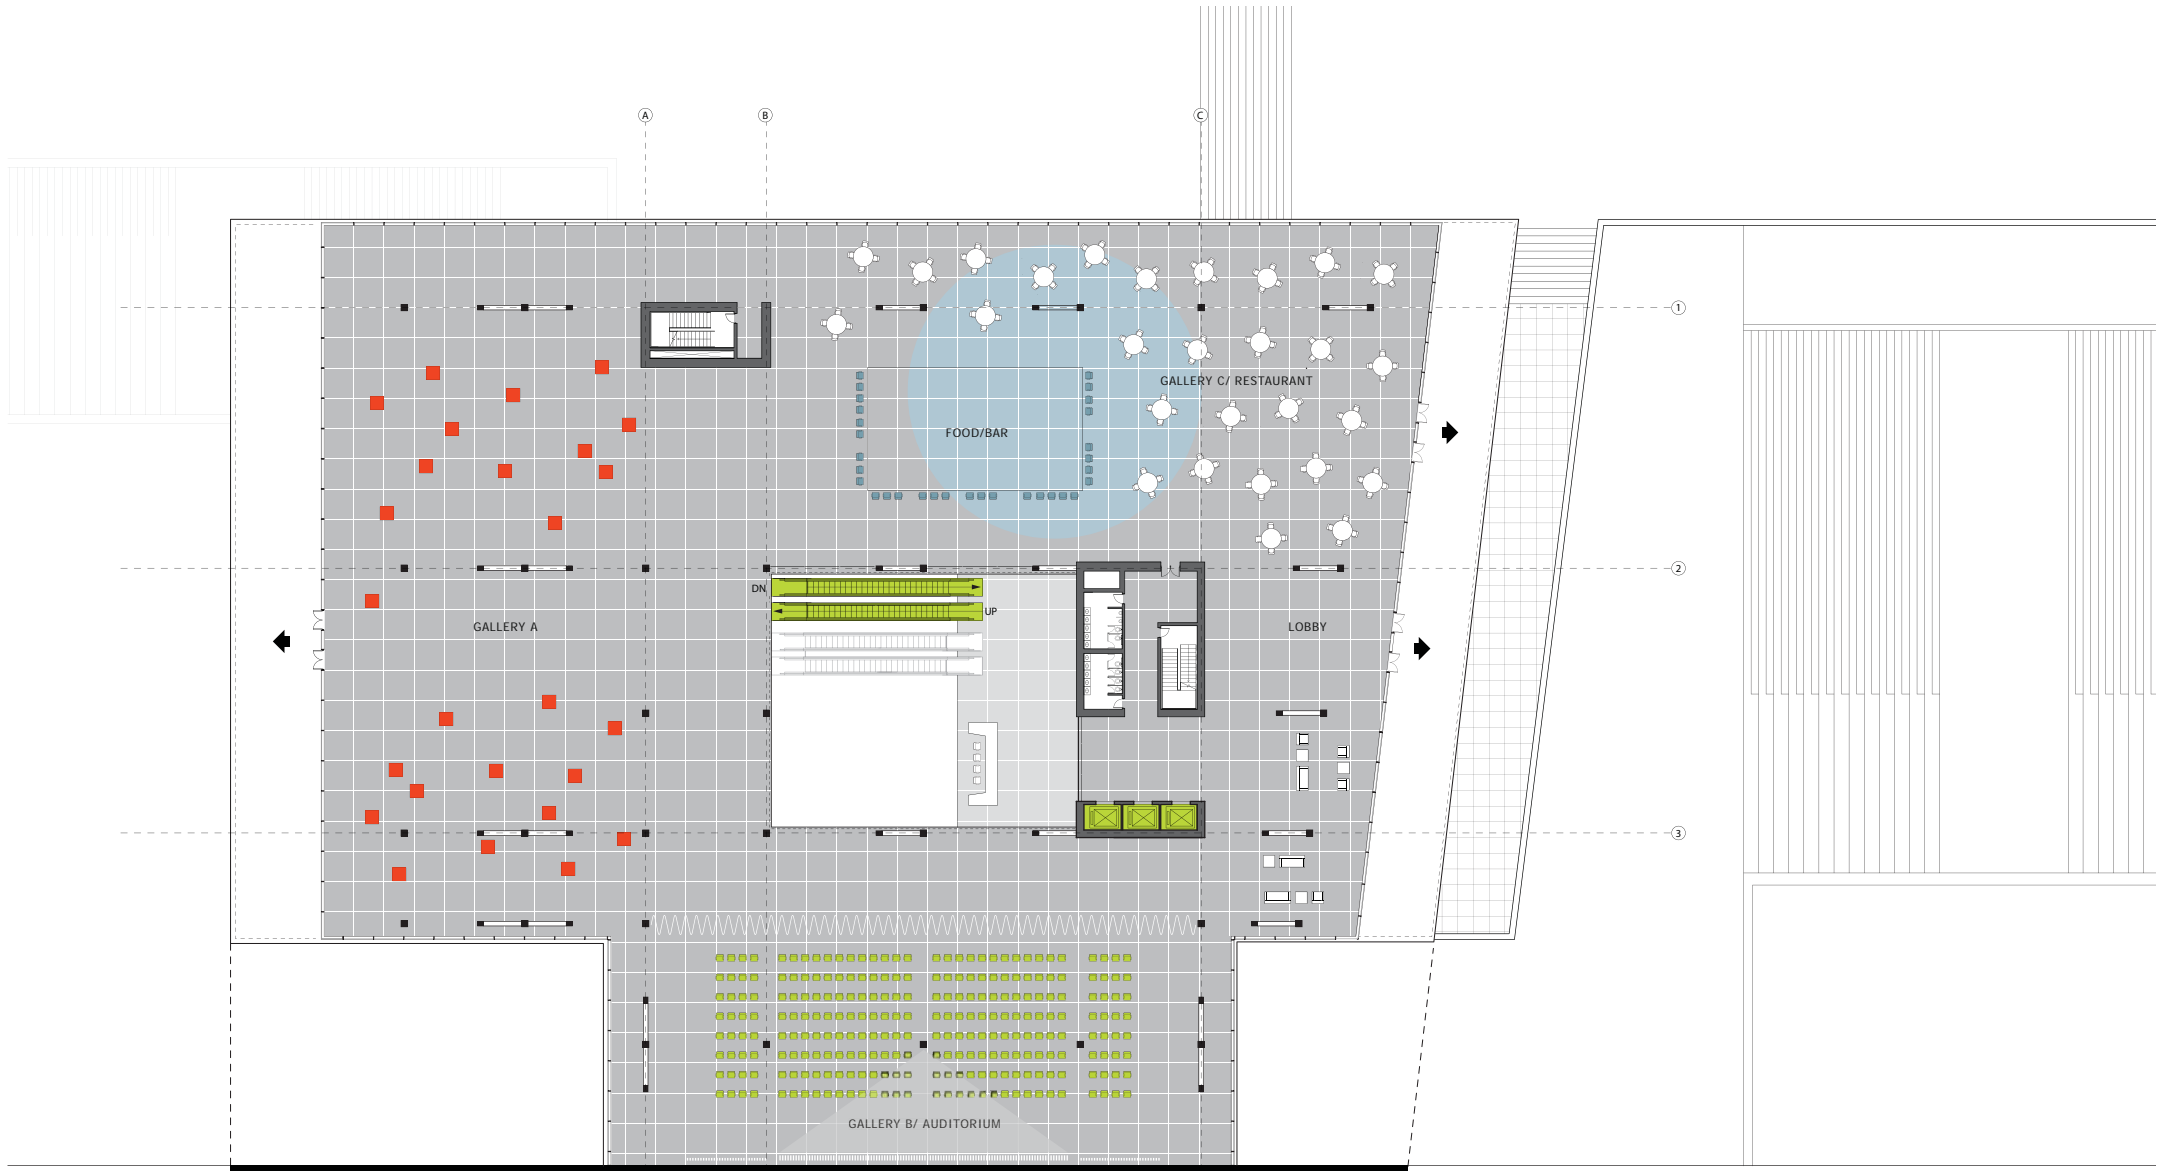 A
B
C
1
GALLERY C/ RESTAURANT
FOOD/BAR
2
DN
UP
GALLERY A
LOBBY
3
GALLERY B/ AUDITORIUM